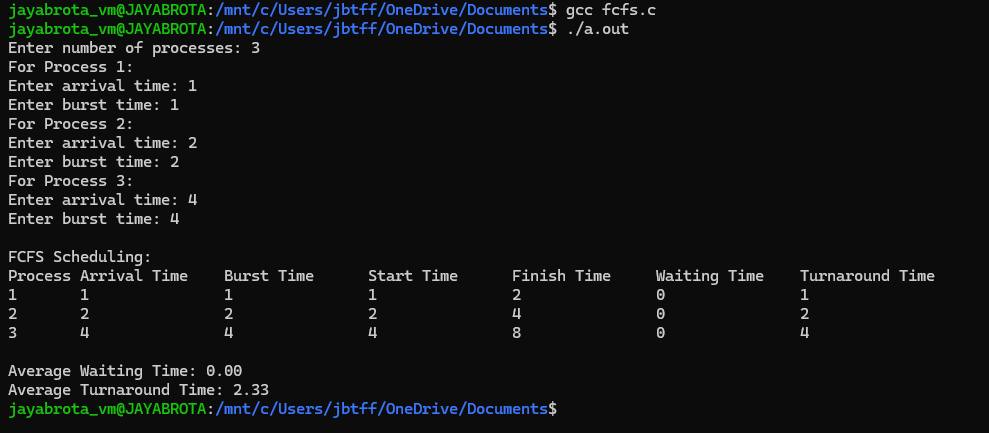 jayabrota_vm@JAYABROTA:/mnt/c/Users/jbtff/OneDrive/Documents$ gcc fcfs.c
jayabrota_vm@JAYABROTA:/mnt/c/Users/jbtff/OneDrive/Documents$ ./a.out
Enter number of processes: 3
For Process 1:
Enter arrival time: 1
Enter burst time: 1
For Process 2:
Enter arrival time: 2
Enter burst time: 2
For Process 3:
Enter arrival time: 4
Enter burst time: 4

FCFS Scheduling:
Process Arrival Time    Burst Time      Start Time      Finish Time     Waiting Time    Turnaround Time
1       1               1               1               2               0               1
2       2               2               2               4               0               2
3       4               4               4               8               0               4

Average Waiting Time: 0.00
Average Turnaround Time: 2.33
jayabrota_vm@JAYABROTA:/mnt/c/Users/jbtff/OneDrive/Documents$